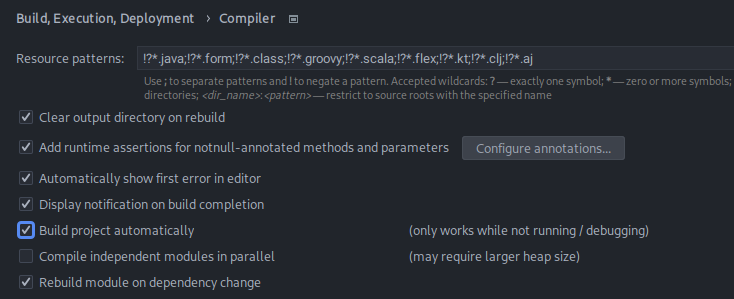 Build, Execution, Deployment › Compiler
Resource patterns: !?*.java;!?*.form;!?*.class;!?*.groovy;!?*.scala;!?*.flex;!?*.kt;!?*.clj;!?*.aj
Use ; to separate patterns and ! to negate a pattern. Accepted wildcards: ? — exactly one symbol; * — zero or more symbols;
directories; <dir_name>:<pattern> — restrict to source roots with the specified name
Clear output directory on rebuild
Add runtime assertions for notnull-annotated methods and parameters Configure annotations...
Automatically show first error in editor
Display notification on build completion
Build project automatically (only works while not running / debugging)
Compile independent modules in parallel (may require larger heap size)
Rebuild module on dependency change